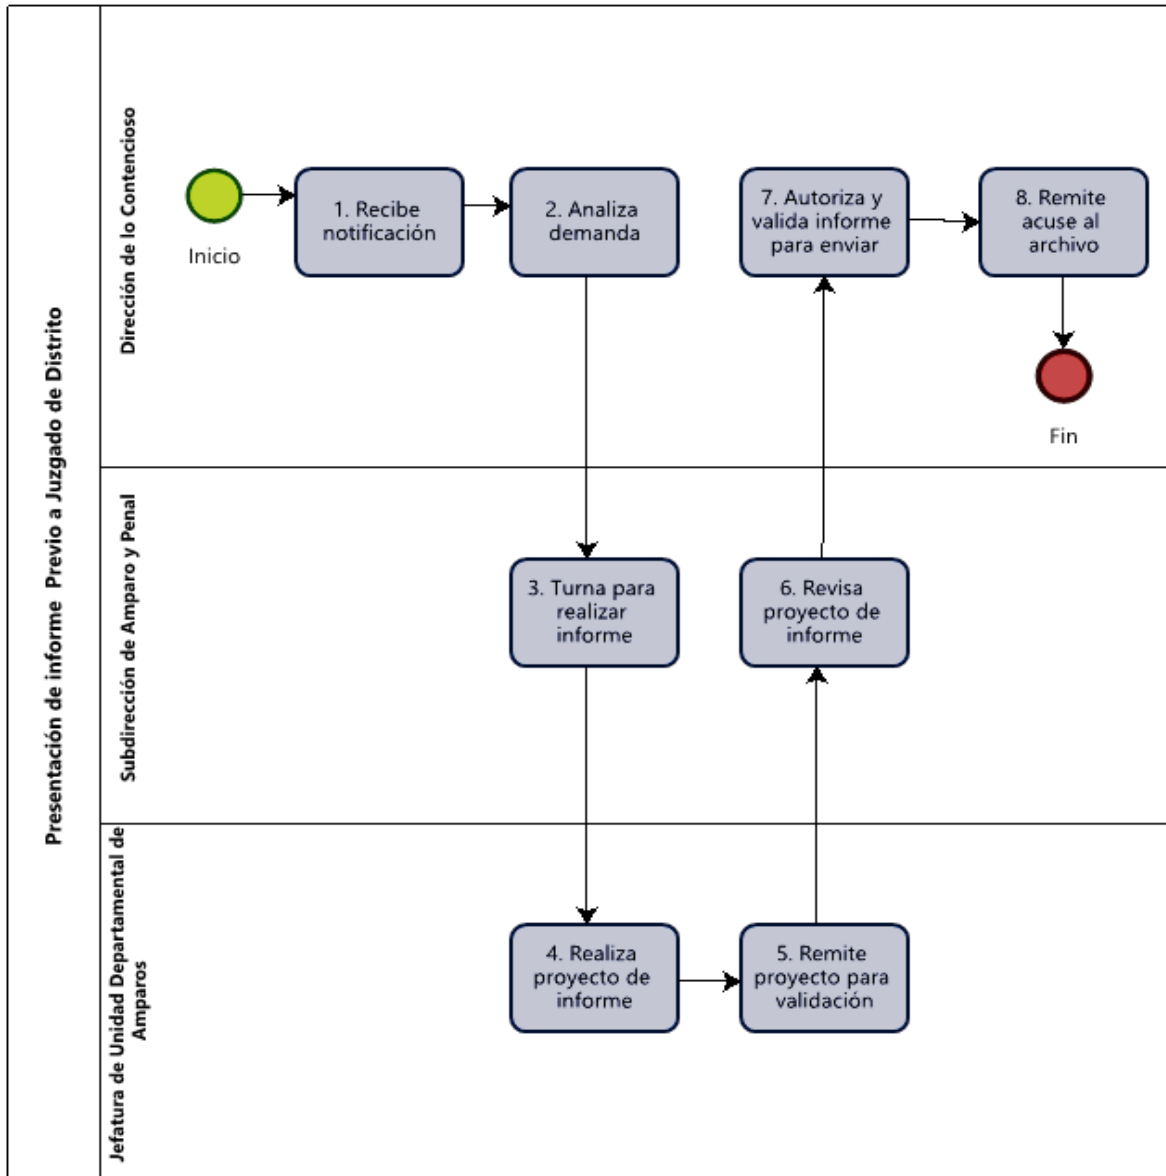 Presentación de informe Previo a Juzgado de Distrito
Dirección de lo Contencioso
Inicio
1. Recibe
notificación
2. Analiza
demanda
7. Autoriza y
valida informe
para enviar
8. Remite
acuse al
archivo
Fin
Subdirección de Amparo y Penal
3. Turna para
realizar
informe
6. Revisa
proyecto de
informe
Jefatura de Unidad Departamental de
Amparos
4. Realiza
proyecto de
informe
5. Remite
proyecto para
validación